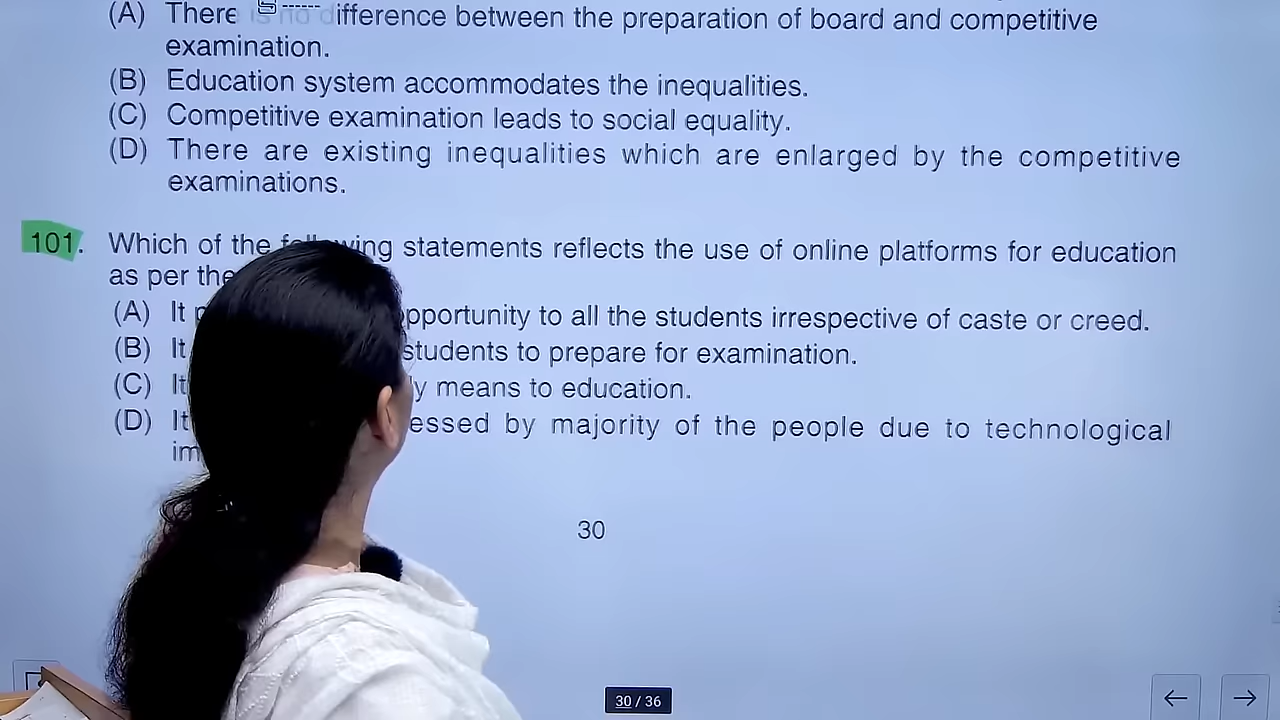 (A) There is no difference between the preparation of board and competitive
examination.
(B) Education system accommodates the inequalities.
(C) Competitive examination leads to social equality.
(D) There are existing inequalities which are enlarged by the competitive
examinations.
101. Which of the following statements reflects the use of online platforms for education
as per the
(A) It opportunity to all the students irrespective of caste or creed.
(B) It students to prepare for examination.
(C) It means to education.
(D) It by majority of the people due to technological
30
30 / 36